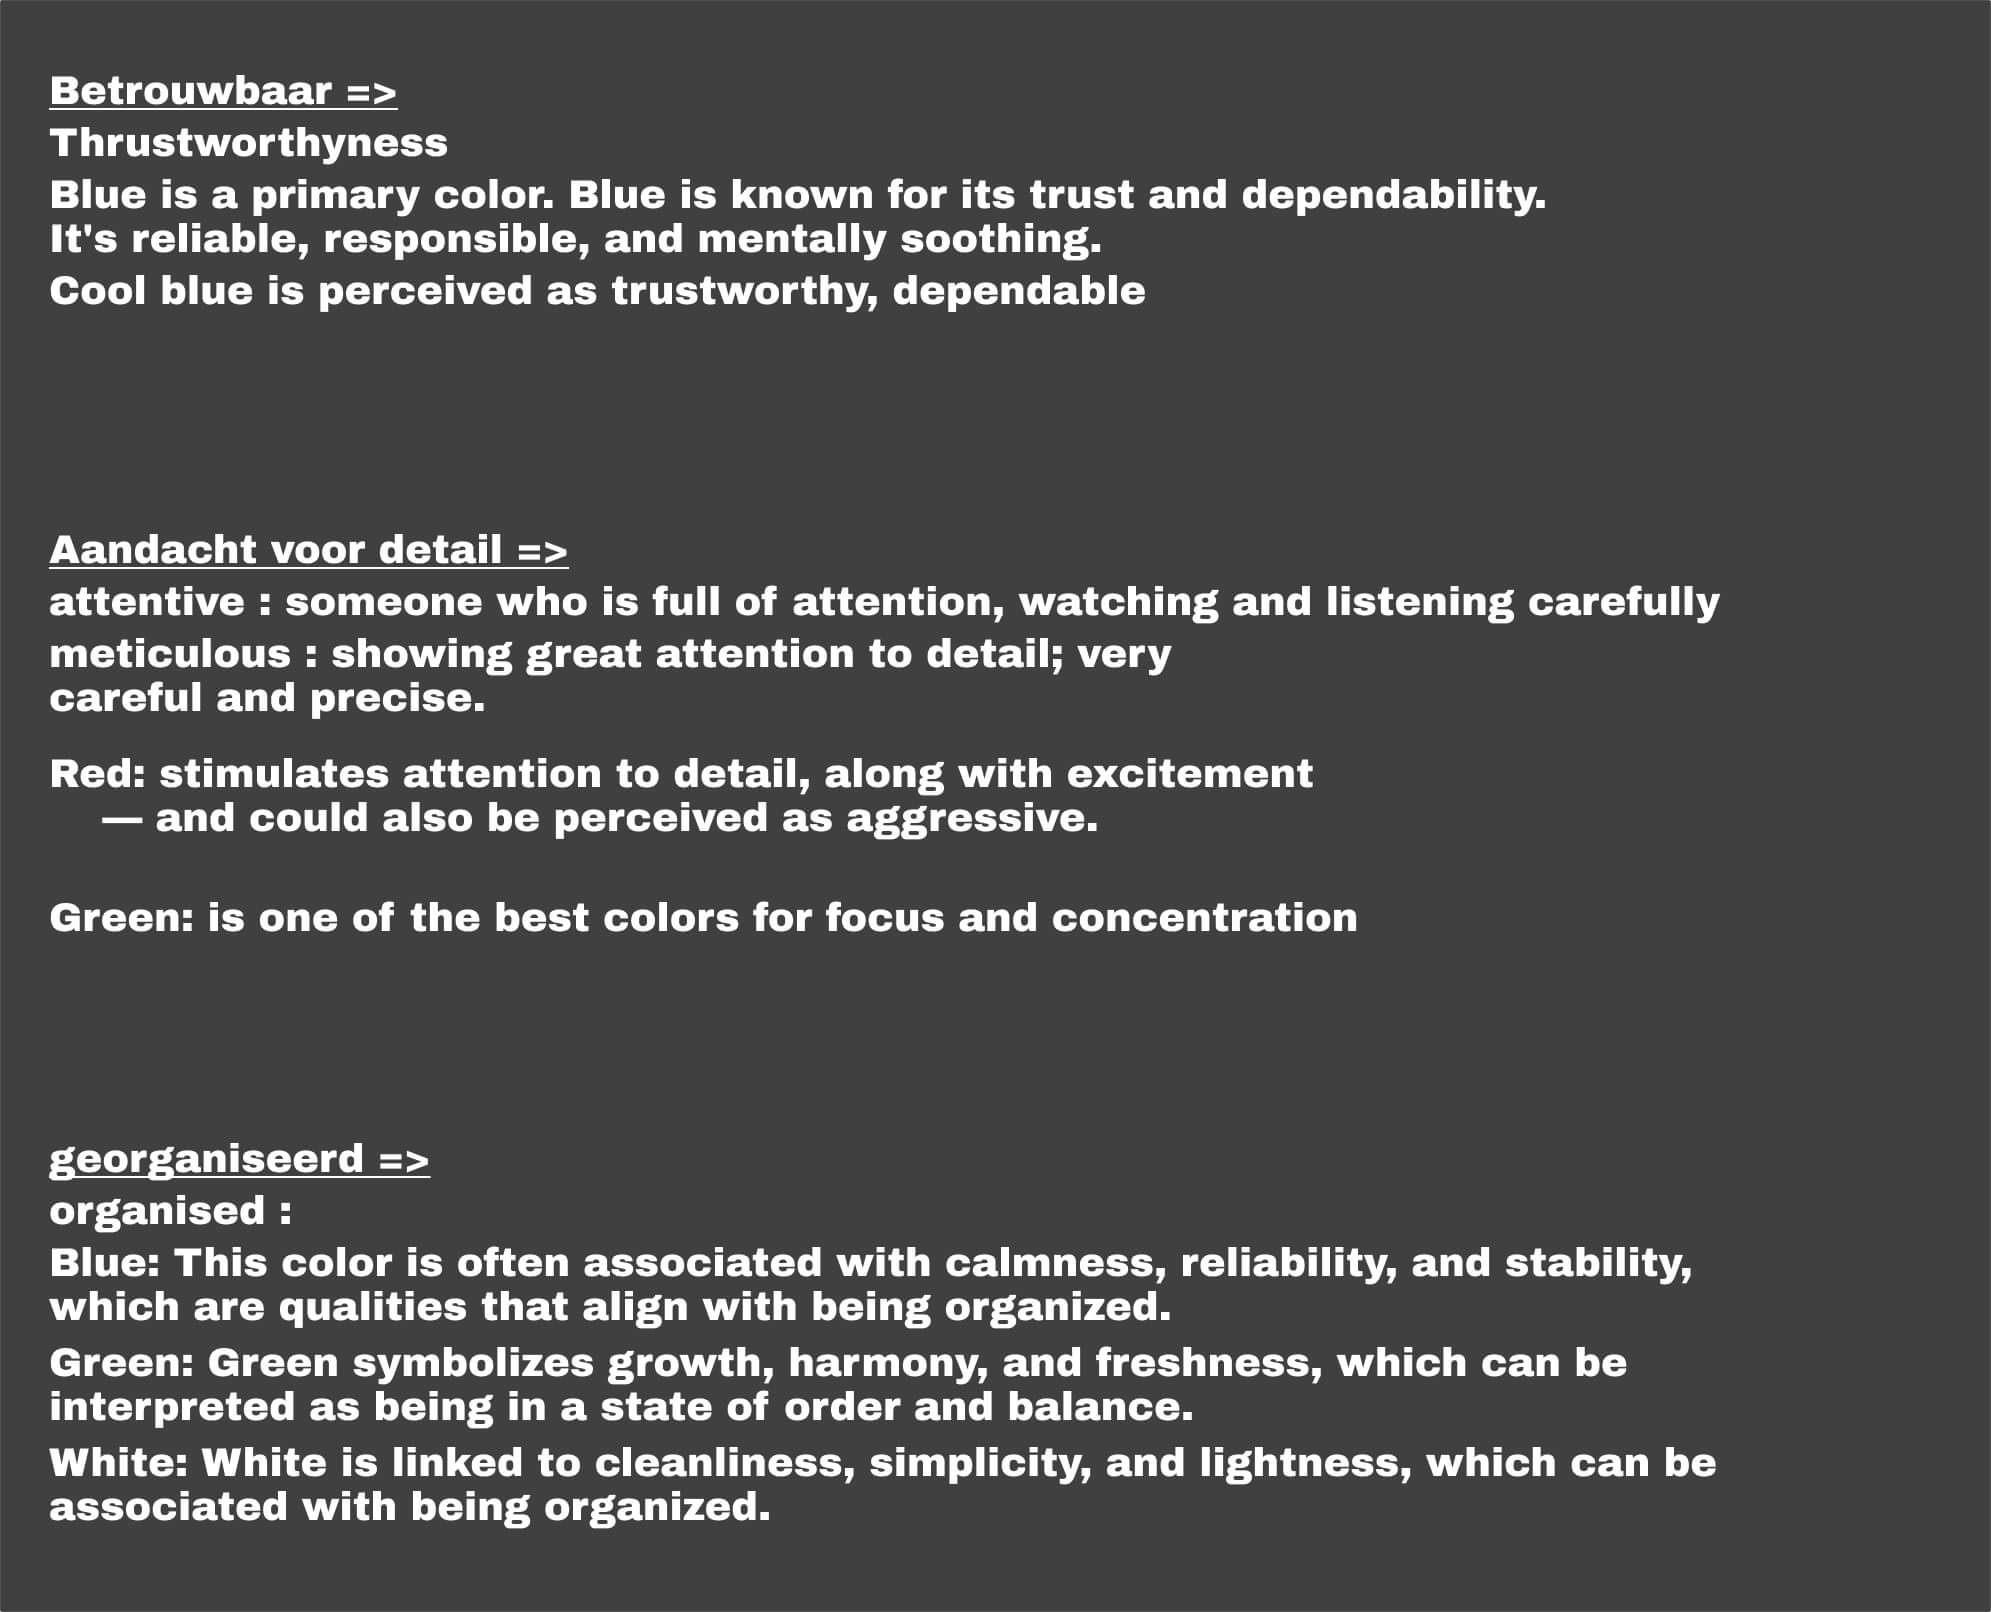 Betrouwbaar =>
Thrustworthyness
Blue is a primary color. Blue is known for its trust and dependability.
It's reliable, responsible, and mentally soothing.
Cool blue is perceived as trustworthy, dependable
Aandacht voor detail =>
attentive : someone who is full of attention, watching and listening carefully
meticulous : showing great attention to detail; very
careful and precise.
Red: stimulates attention to detail, along with excitement
— and could also be perceived as aggressive.
Green: is one of the best colors for focus and concentration
georganiseerd =>
organised :
Blue: This color is often associated with calmness, reliability, and stability,
which are qualities that align with being organized.
Green: Green symbolizes growth, harmony, and freshness, which can be
interpreted as being in a state of order and balance.
White: White is linked to cleanliness, simplicity, and lightness, which can be
associated with being organized.